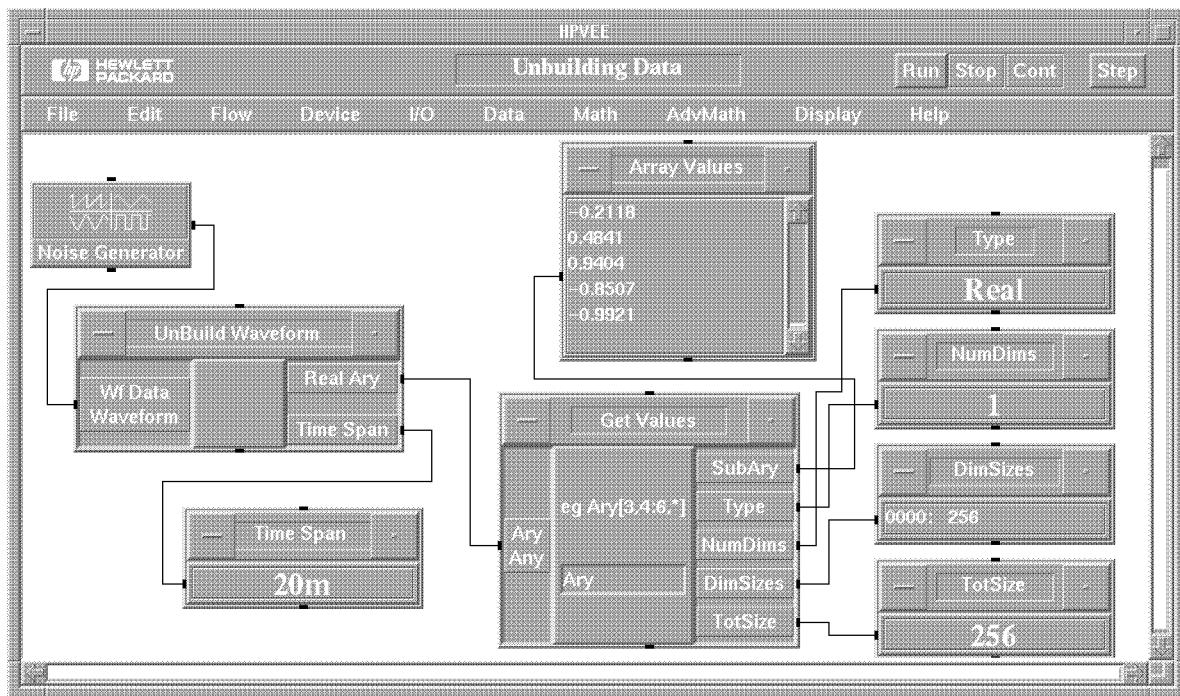 HPVEE
hp HEWLETT
PACKARD
Unbuilding Data
Run Stop Cont Step
File Edit Flow Device I/O Data Math AdvMath Display Help
Noise Generator
UnBuild Waveform
Wf Data
Waveform
Real Ary
Time Span
Time Span
20m
Array Values
-0.2118
0.4841
0.9404
-0.8507
-0.9921
Get Values
Ary
Any
eg Ary[3,4:6,*]
Ary
SubAry
Type
NumDims
DimSizes
TotSize
Type
Real
NumDims
1
DimSizes
0000: 256
TotSize
256